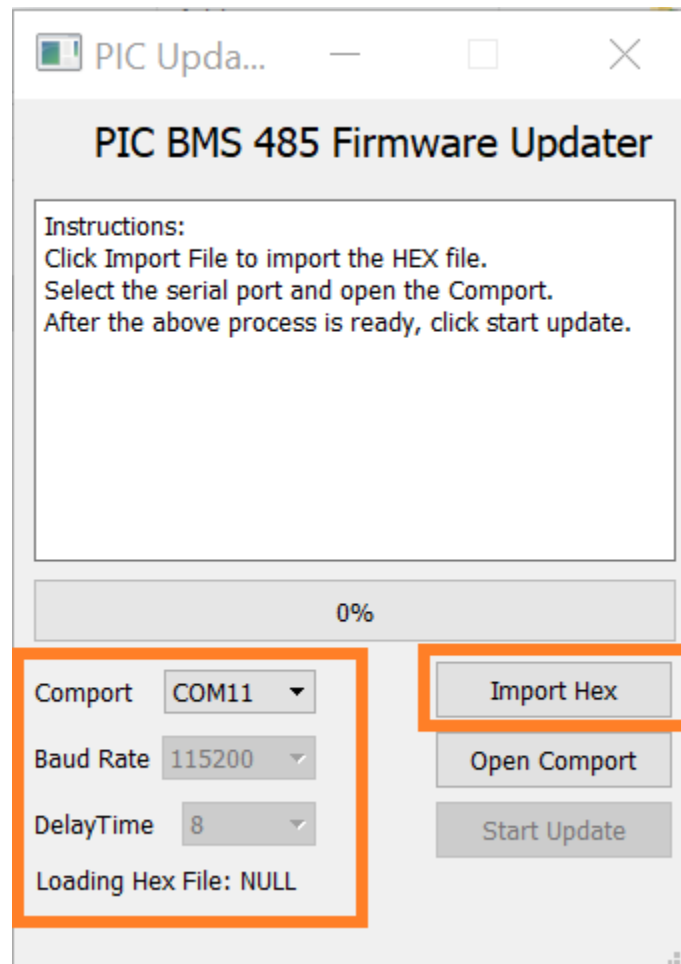 PIC Upda...
PIC BMS 485 Firmware Updater
Instructions:
Click Import File to import the HEX file.
Select the serial port and open the Comport.
After the above process is ready, click start update.
0%
Comport COM11
Import Hex
Baud Rate 115200
Open Comport
DelayTime 8
Start Update
Loading Hex File: NULL